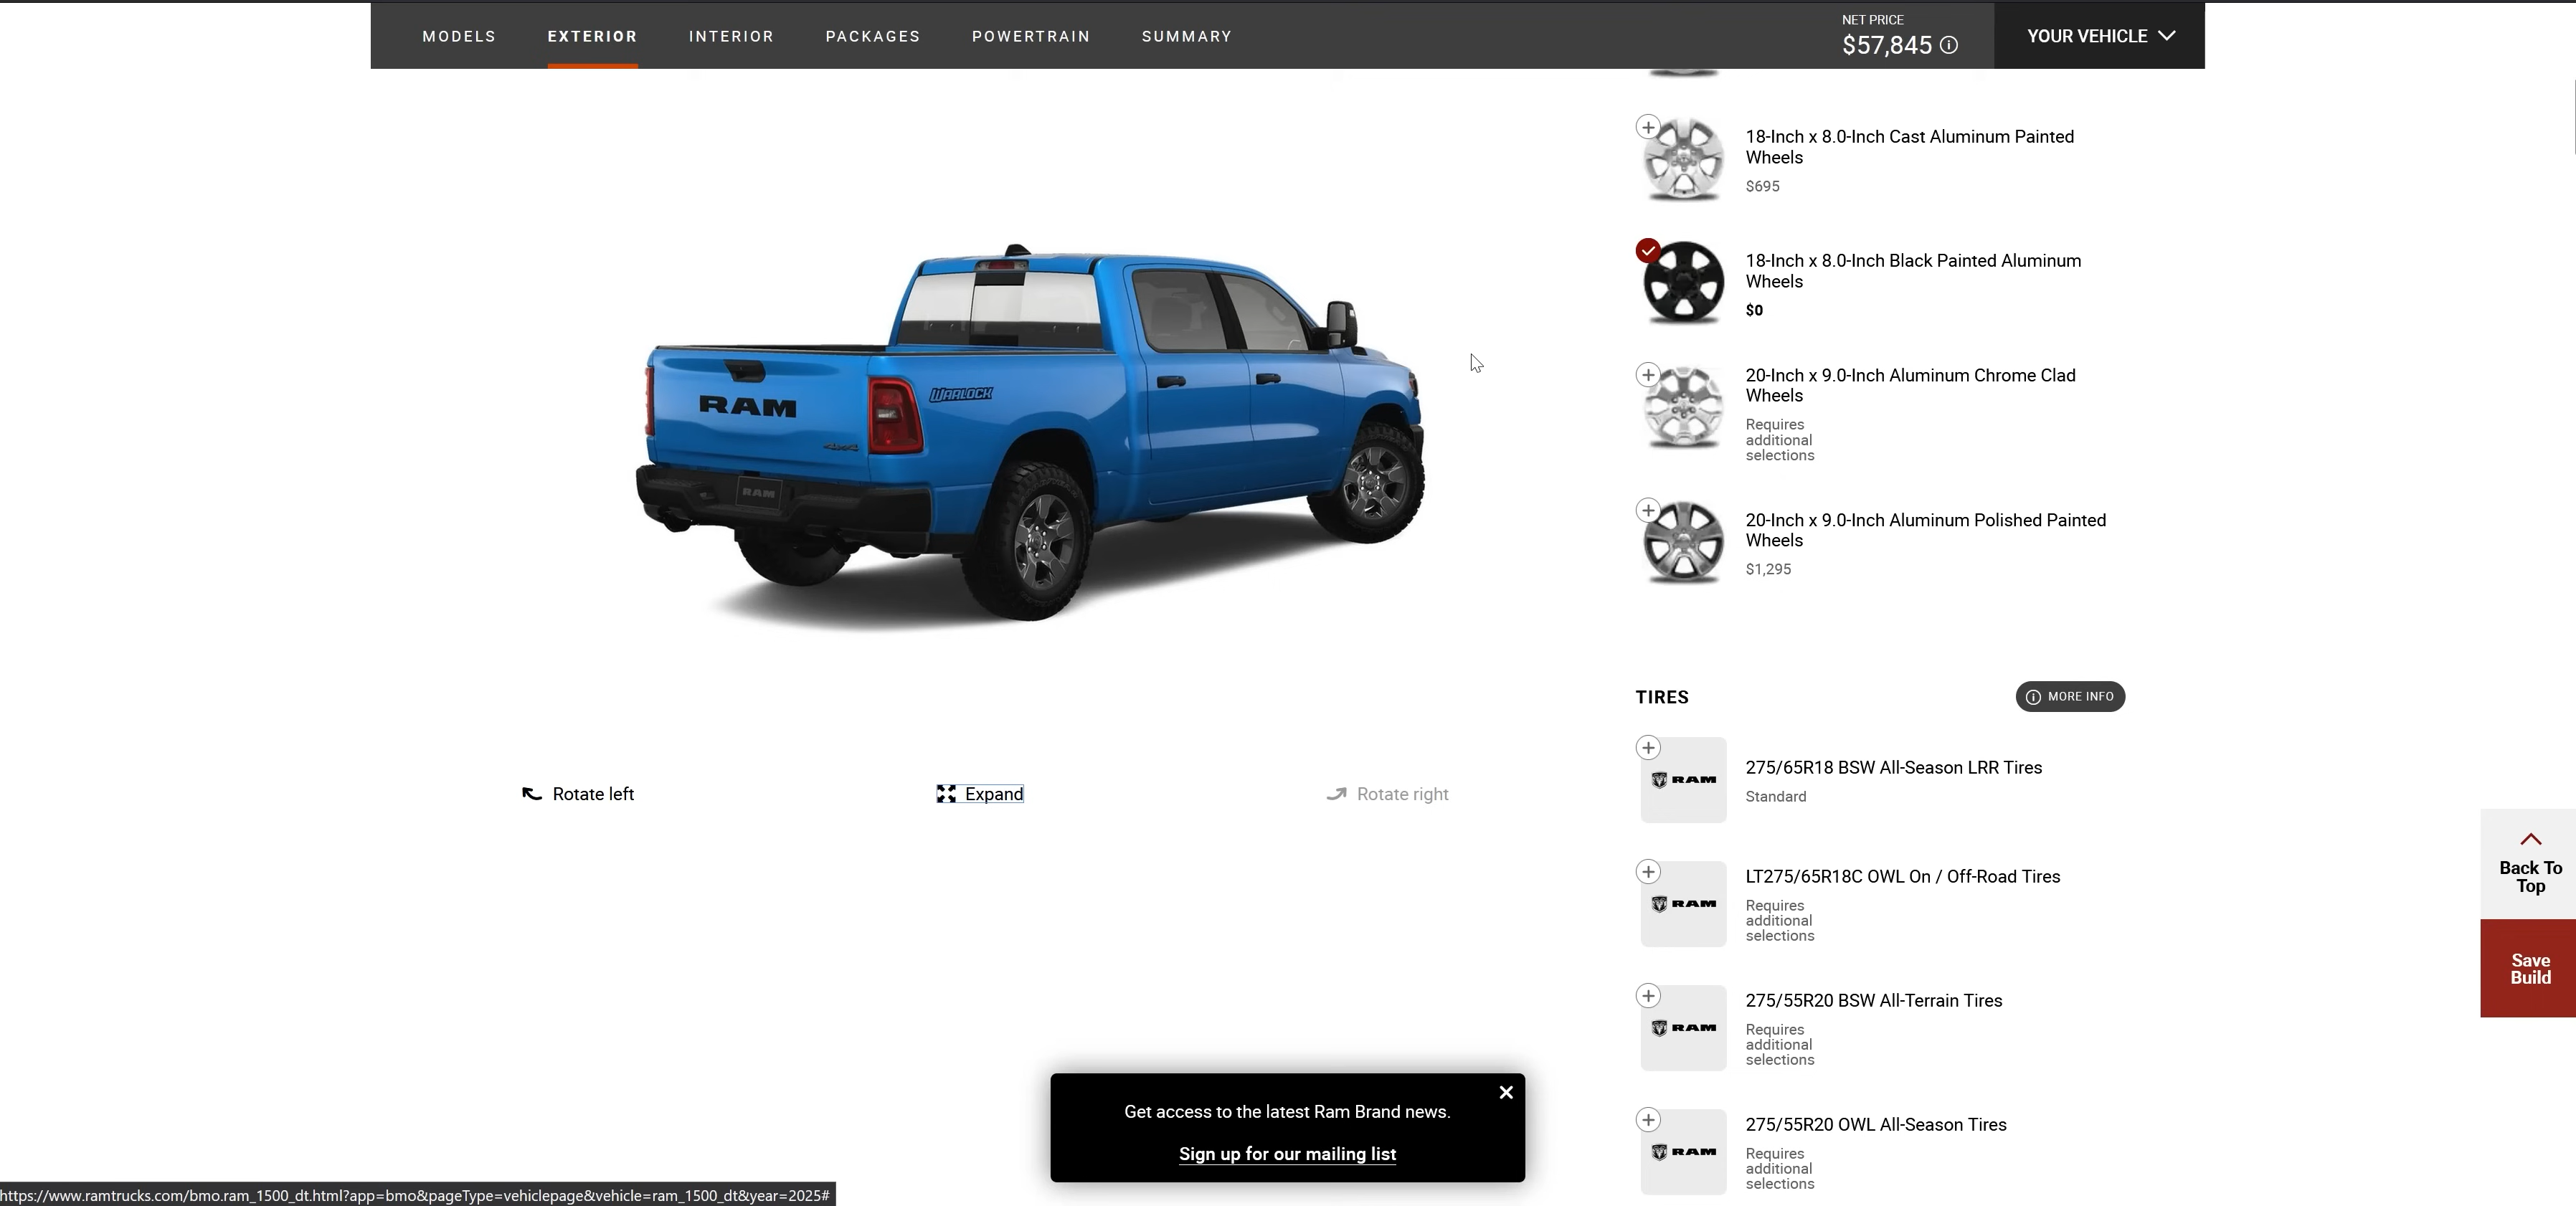 MODELS
EXTERIOR
INTERIOR
PACKAGES
POWERTRAIN
SUMMARY
NET PRICE
$57,845
YOUR VEHICLE
18-Inch x 8.0-Inch Cast Aluminum Painted
Wheels
$695
18-Inch x 8.0-Inch Black Painted Aluminum
Wheels
$0
20-Inch x 9.0-Inch Aluminum Chrome Clad
Wheels
Requires
additional
selections
20-Inch x 9.0-Inch Aluminum Polished Painted
Wheels
$1,295
WARLOCK
RAM
4x4
RAM
Rotate left
Expand
Rotate right
TIRES
MORE INFO
RAM
275/65R18 BSW All-Season LRR Tires
Standard
RAM
LT275/65R18C OWL On / Off-Road Tires
Requires
additional
selections
RAM
275/55R20 BSW All-Terrain Tires
Requires
additional
selections
RAM
275/55R20 OWL All-Season Tires
Requires
additional
selections
Back To
Top
Save
Build
Get access to the latest Ram Brand news.
Sign up for our mailing list
https://www.ramtrucks.com/bmo.ram_1500_dt.html?app=bmo&pageType=vehiclepage&vehicle=ram_1500_dt&year=2025#